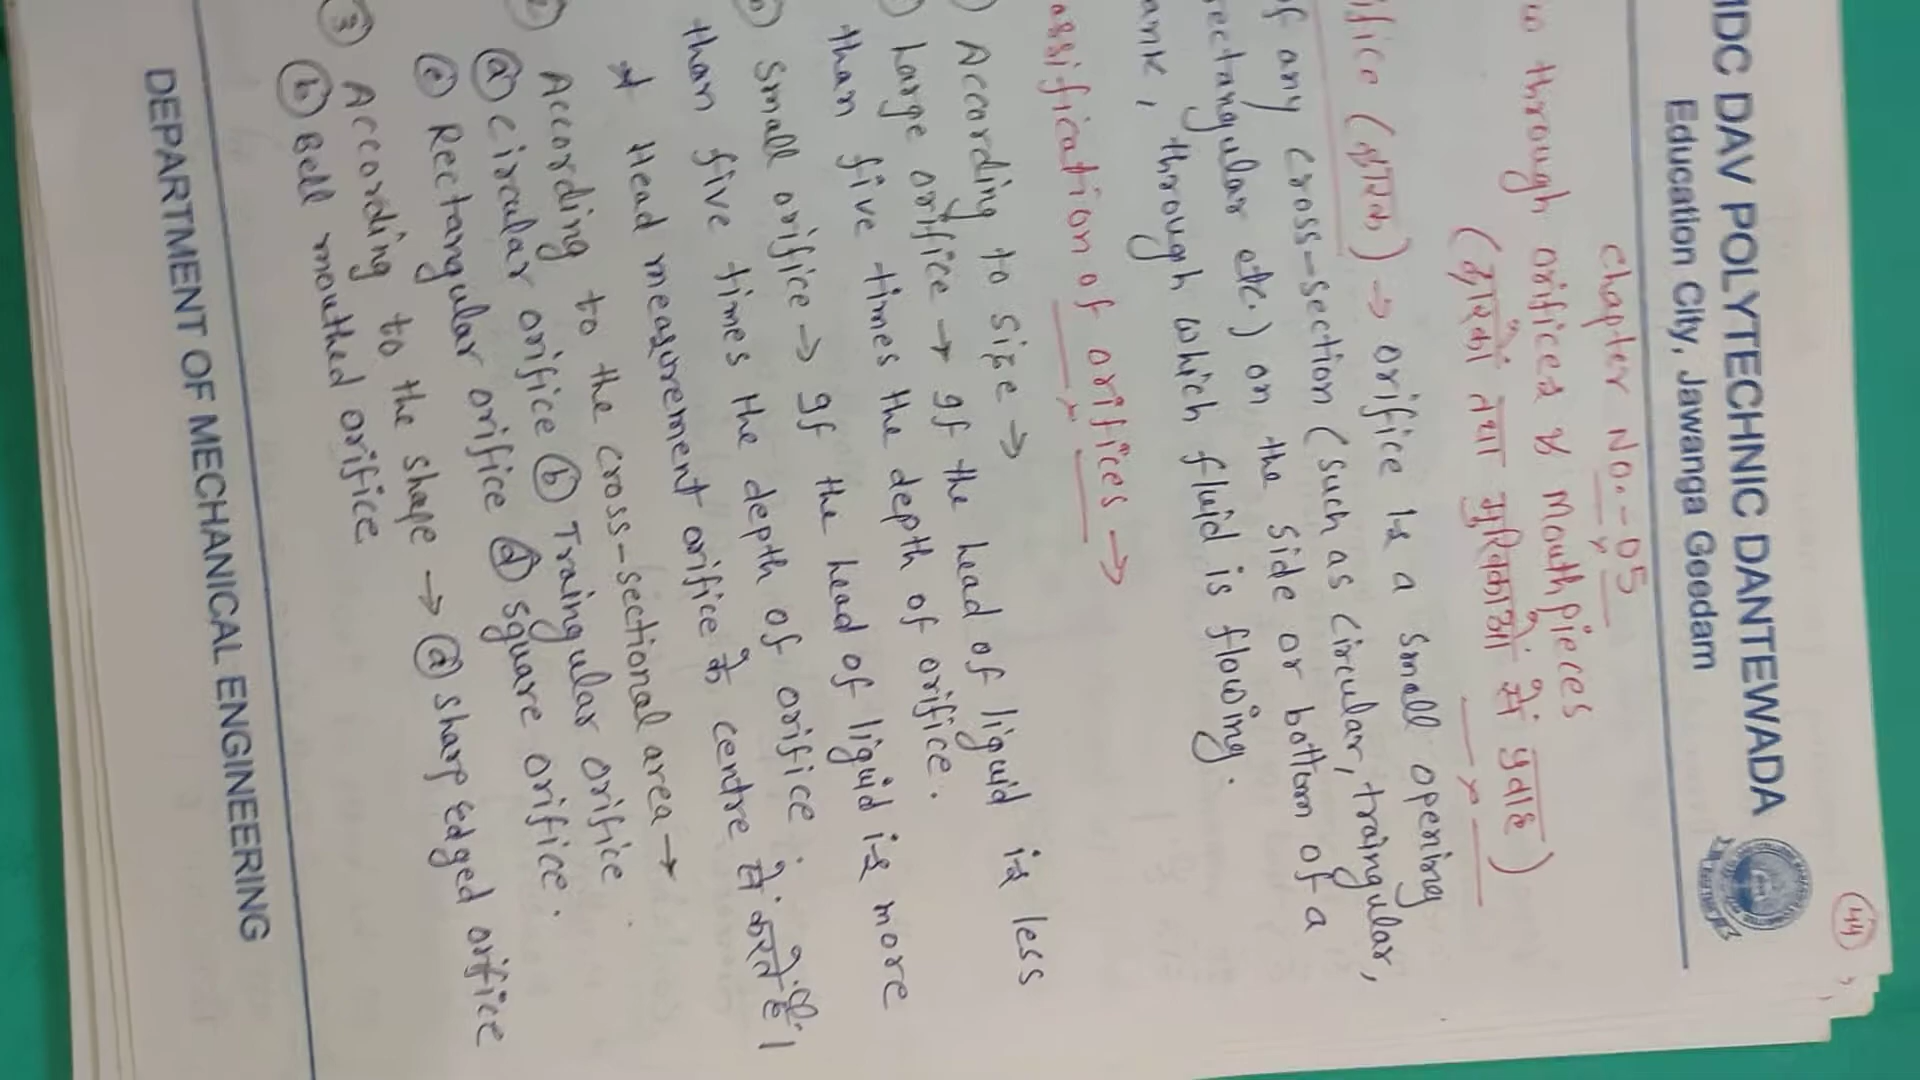 44
MDC DAV POLYTECHNIC DANTEWADA
Education City, Jawanga Geedam
Chapter No.-05
through orifices & Mouthpieces
तथा मुखिकाओं से प्रवाह)
ifice ( ) → orifice is a small opening
of any cross-section (such as circular, traingular,
rectangular etc.) on the side or bottom of a
ank, through which fluid is flowing.
assification of orifices →
According to size →
Large orifice → If the head of liquid is less
than five times the depth of orifice.
Small orifice → If the head of liquid is more
than five times the depth of orifice.
* Head measurement orifice के centre से करते हैं।
According to the cross-sectional area →
ⓐ circular orifice ⓑ Traingular orifice
ⓒ Rectangular orifice ⓓ square orifice.
③ According to the shape → ⓐ sharp edged orifice
ⓑ Bell mouthed orifice
DEPARTMENT OF MECHANICAL ENGINEERING